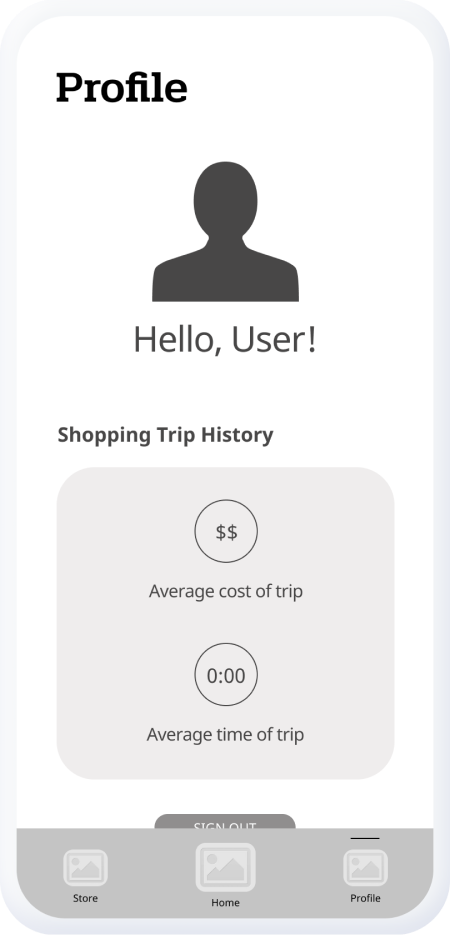 Profile
Hello, User!
Shopping Trip History
$$
Average cost of trip
0:00
Average time of trip
SIGN OUT
Store
Home
Profile